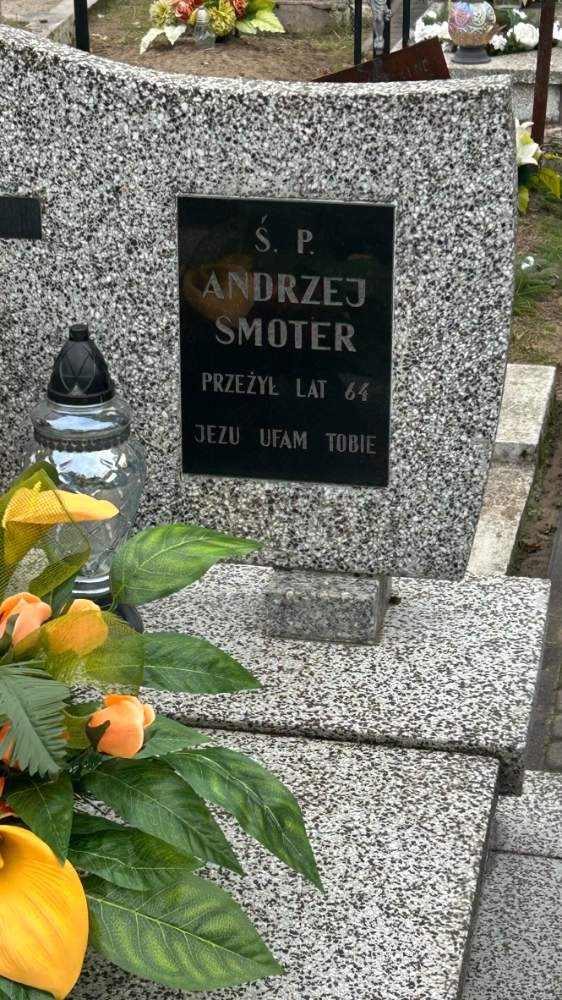 Ś. P.
ANDRZEJ
SMOTER
PRZEŻYŁ LAT 64
JEZU UFAM TOBIE